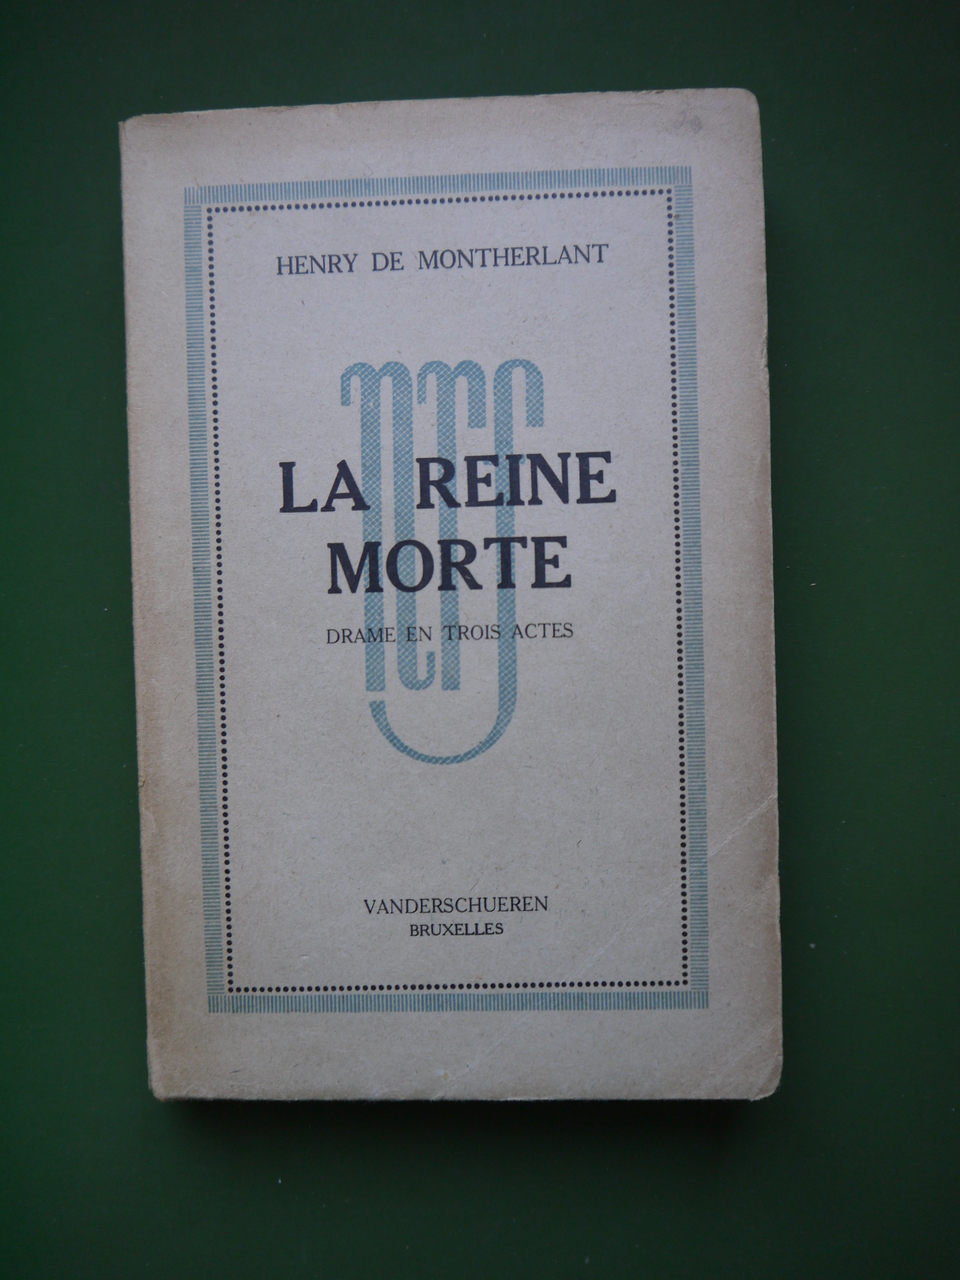 HENRY DE MONTHERLANT
LA REINE
MORTE
DRAME EN TROIS ACTES
VANDERSCHUEREN
BRUXELLES